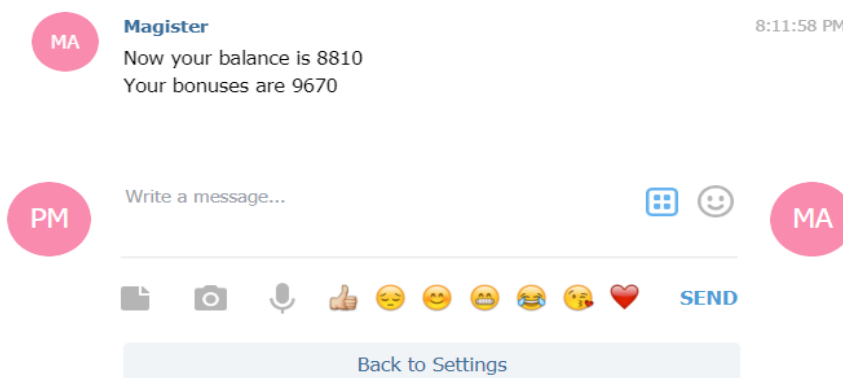 MA
Magister
8:11:58 PM
Now your balance is 8810
Your bonuses are 9670
PM
Write a message...
MA
SEND
Back to Settings